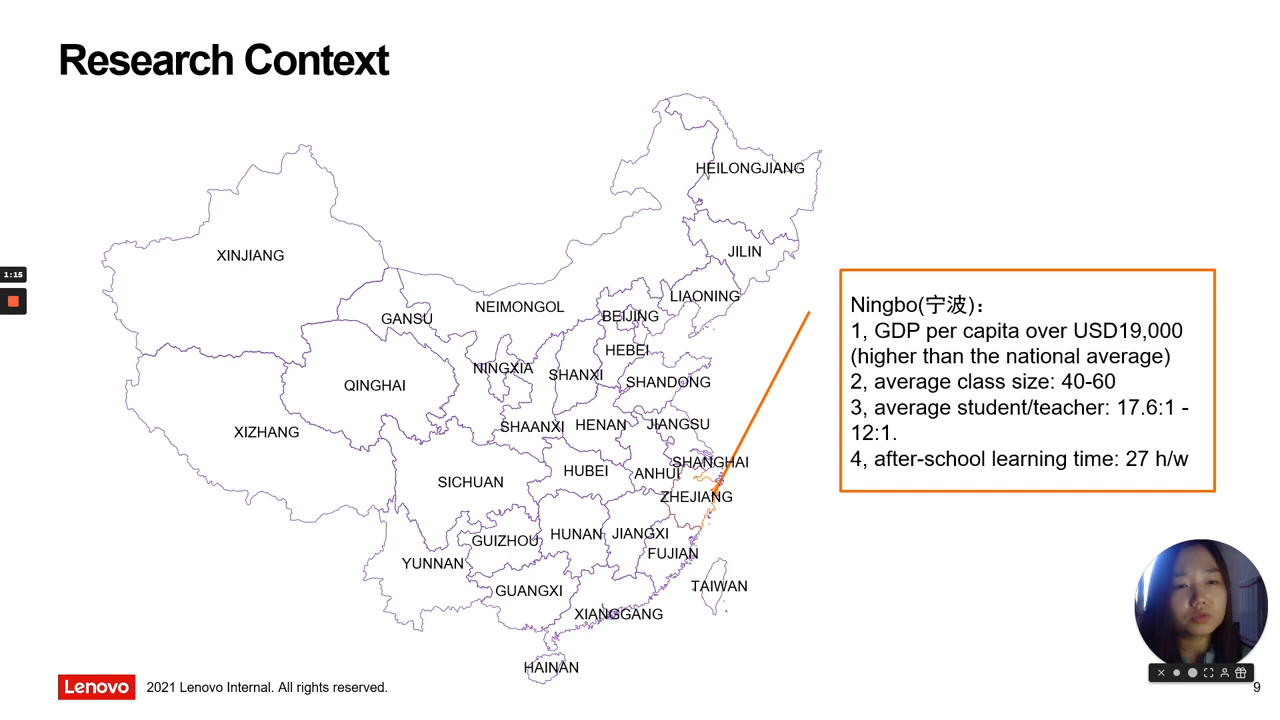 Research Context
HEILONGJIANG
JILIN
XINJIANG
LIAONING
NEIMONGOL
BEIJING
GANSU
HEBEI
NINGXIA
SHANXI
SHANDONG
QINGHAI
XIZHANG
SHAANXI
HENAN
JIANGSU
SHANGHAI
HUBEI
ANHUI
SICHUAN
ZHEJIANG
HUNAN
JIANGXI
GUIZHOU
FUJIAN
YUNNAN
TAIWAN
GUANGXI
XIANGGANG
HAINAN
Ningbo(宁波):
1, GDP per capita over USD19,000
(higher than the national average)
2, average class size: 40-60
3, average student/teacher: 17.6:1 -
12:1.
4, after-school learning time: 27 h/w
1:15
Lenovo
2021 Lenovo Internal. All rights reserved.
9